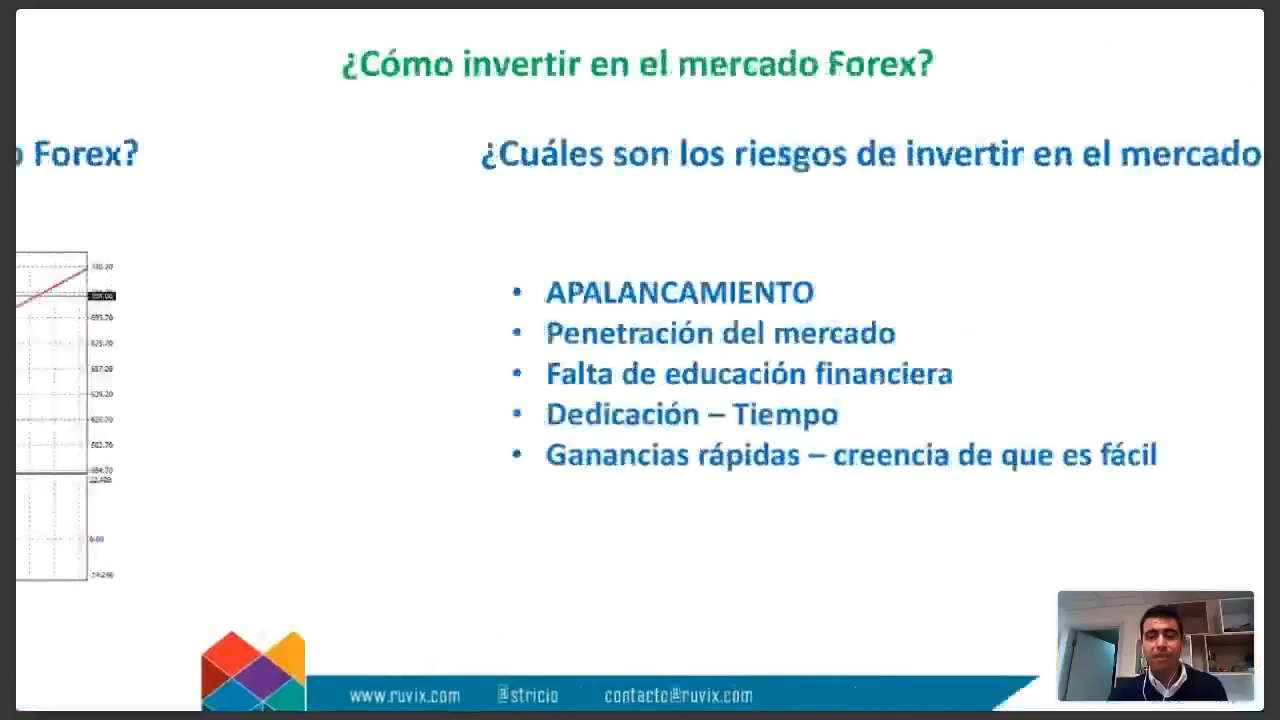 ¿Cómo invertir en el mercado Forex?
o Forex?
¿Cuáles son los riesgos de invertir en el mercado
• APALANCAMIENTO
• Penetración del mercado
• Falta de educación financiera
• Dedicación – Tiempo
• Ganancias rápidas – creencia de que es fácil
www.ruvix.com @stricio contacto@ruvix.com